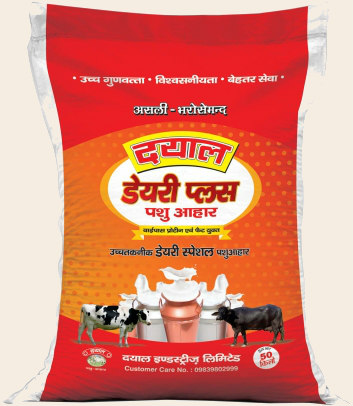 • उच्च गुणवत्ता • विश्वसनीयता • बेहतर सेवा •
असली - भरोसेमन्द
दयाल
डेयरी प्लस
पशु आहार
बाईपास प्रोटीन एवं फैट युक्त
उच्चतकनीक डेयरी स्पेशल पशुआहार
दयाल
50
किलो
दयाल इण्डस्ट्रीज़ लिमिटेड
Customer Care No. : 09839802999